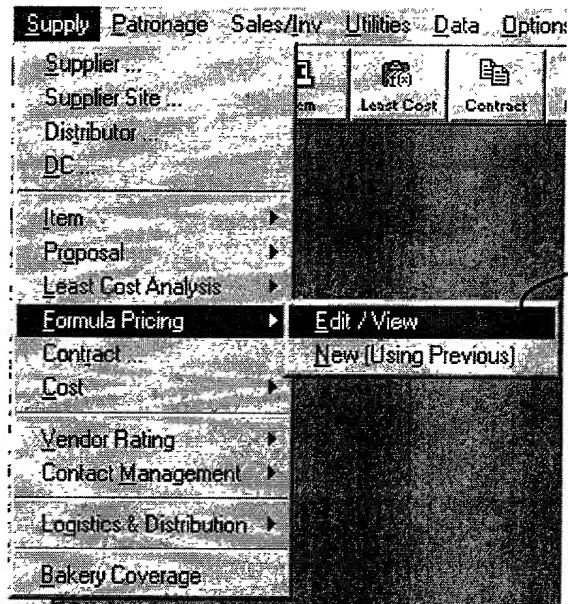 Supply Patronage Sales/Inv Utilities Data Options
Supplier ...
Supplier Site ...
Distributor ...
DC ...
Least Cost Contract
Item
Proposal
Least Cost Analysis
Formula Pricing
Edit / View
New (Using Previous)
Contract ...
Cost
Vendor Rating
Contact Management
Logistics & Distribution
Bakery Coverage